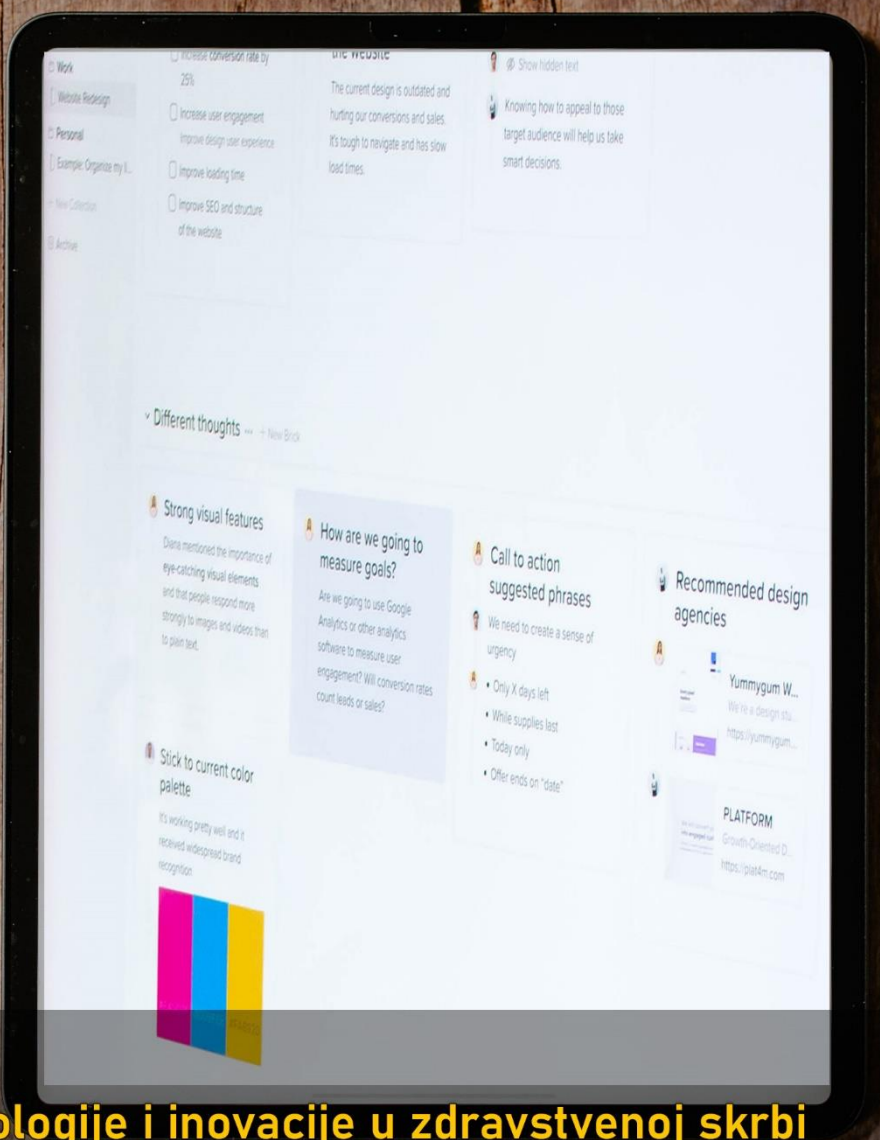 Work
Website Redesign
Personal
Example: Organize my l...
+ New Collection
Archive
Increase conversion rate by
25%
Increase user engagement
Improve design user experience
Improve loading time
Improve SEO and structure
of the website
the website
The current design is outdated and
hurting our conversions and sales.
It's tough to navigate and has slow
load times.
Show hidden text
Knowing how to appeal to those
target audience will help us take
smart decisions.
Different thoughts ... + New Brick
Strong visual features
Diana mentioned the importance of
eye-catching visual elements
and that people respond more
strongly to images and videos than
to plain text.
How are we going to
measure goals?
Are we going to use Google
Analytics or other analytics
software to measure user
engagement? Will conversion rates
count leads or sales?
Call to action
suggested phrases
We need to create a sense of
urgency
• Only X days left
• While supplies last
• Today only
• Offer ends on "date"
Recommended design
agencies
Yummygum W...
We're a design stu...
https://yummygum...
PLATFORM
Growth-Oriented D...
https://plat4m.com
Stick to current color
palette
It's working pretty well and it
received widespread brand
recognition
ologije i inovacije u zdravstvenoj skrbi